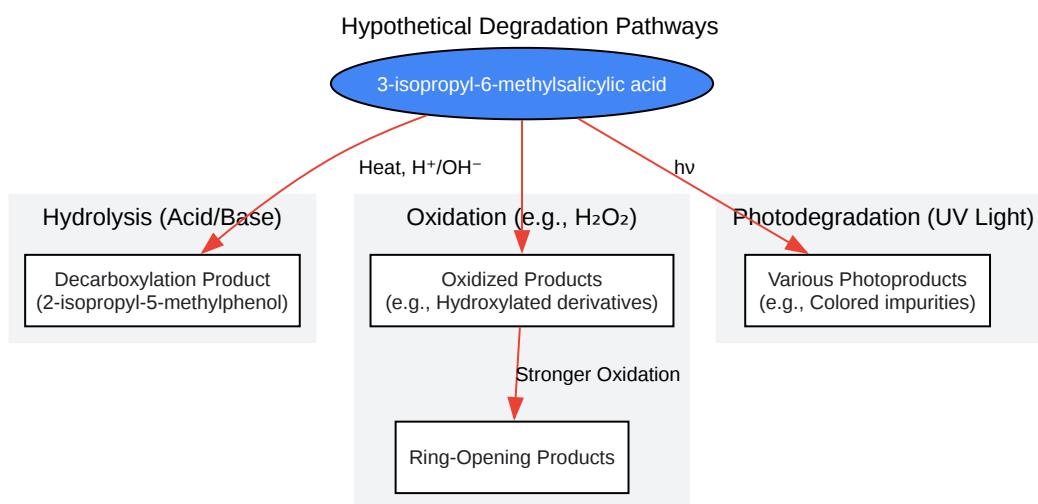 Hypothetical Degradation Pathways
3-isopropyl-6-methylsalicylic acid
Heat, H⁺/OH⁻
hν
Hydrolysis (Acid/Base)
Oxidation (e.g., H₂O₂)
Photodegradation (UV Light)
Decarboxylation Product
(2-isopropyl-5-methylphenol)
Oxidized Products
(e.g., Hydroxylated derivatives)
Various Photoproducts
(e.g., Colored impurities)
Stronger Oxidation
Ring-Opening Products